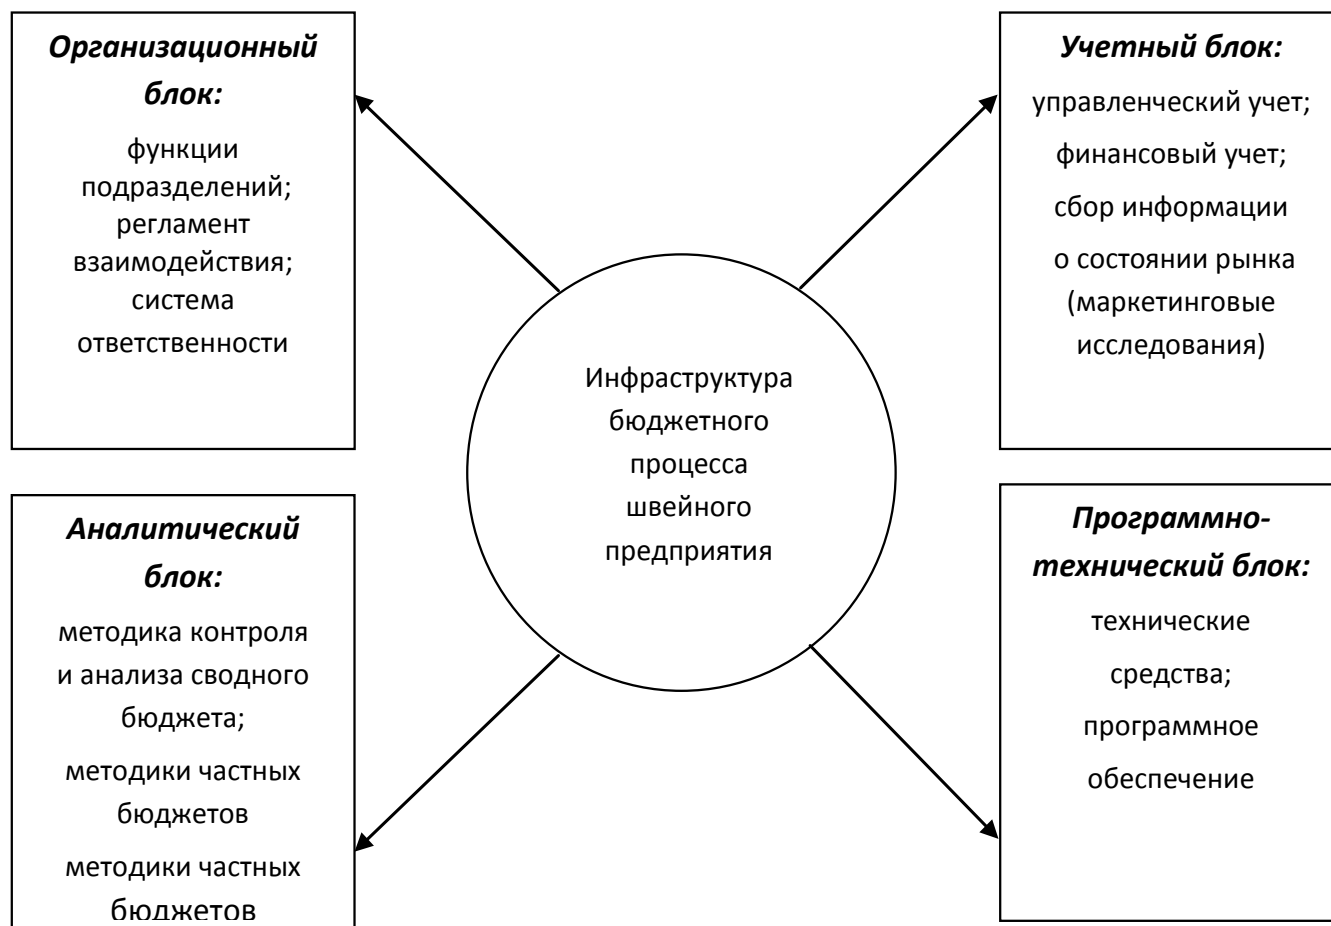 Организационный
блок:
функции
подразделений;
регламент
взаимодействия;
система
ответственности
Учетный блок:
управленческий учет;
финансовый учет;
сбор информации
о состоянии рынка
(маркетинговые
исследования)
Инфраструктура
бюджетного
процесса
швейного
предприятия
Аналитический
блок:
методика контроля
и анализа сводного
бюджета;
методики частных
бюджетов
методики частных
бюджетов
Программно-
технический блок:
технические
средства;
программное
обеспечение